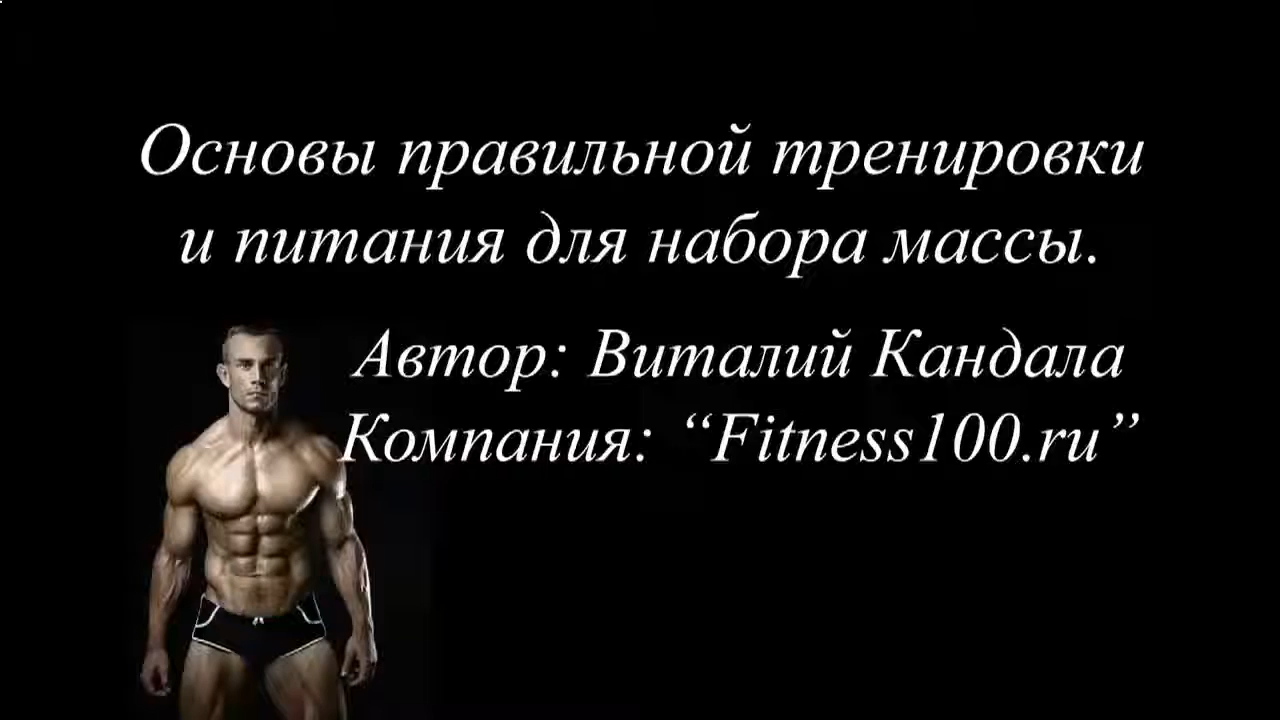 Основы правильной тренировки
и питания для набора массы.
Автор: Виталий Кандала
Компания: “Fitness100.ru”